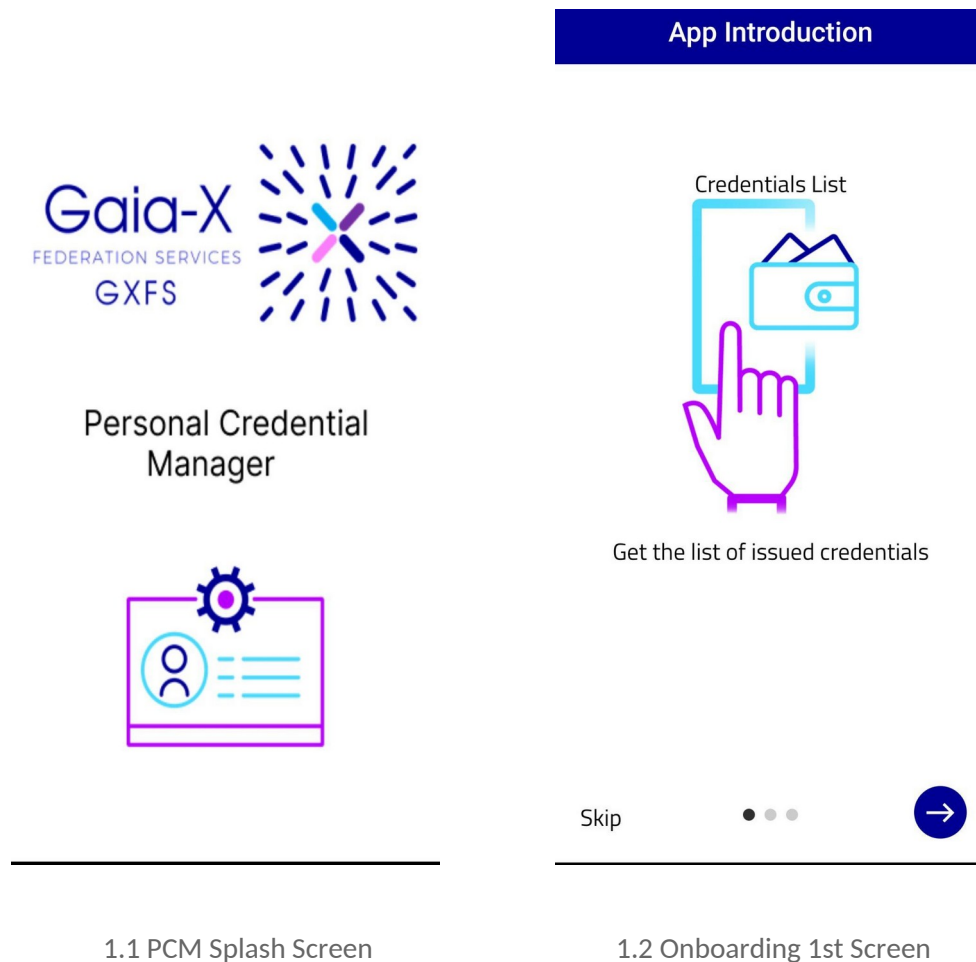 Gaia-X
FEDERATION SERVICES
GXFS
Personal Credential
Manager
1.1 PCM Splash Screen
App Introduction
Credentials List
Get the list of issued credentials
Skip
1.2 Onboarding 1st Screen